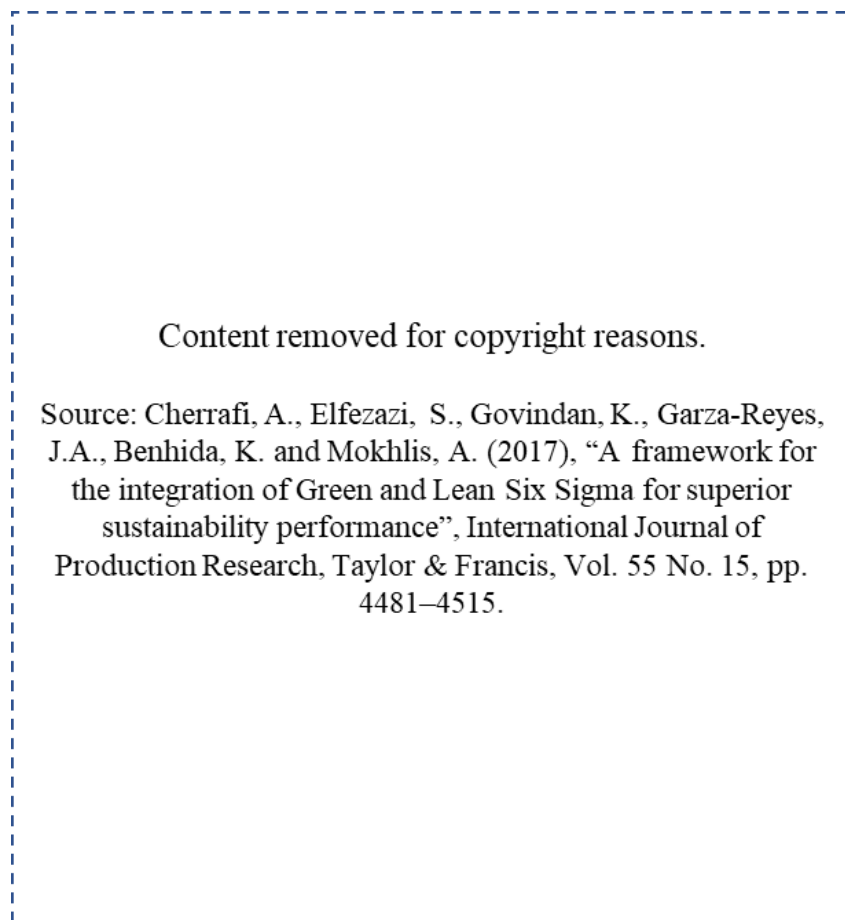 Content removed for copyright reasons.
Source: Cherrafi, A., Elfezazi, S., Govindan, K., Garza-Reyes,
J.A., Benhida, K. and Mokhlis, A. (2017), “A framework for
the integration of Green and Lean Six Sigma for superior
sustainability performance”, International Journal of
Production Research, Taylor & Francis, Vol. 55 No. 15, pp.
4481–4515.